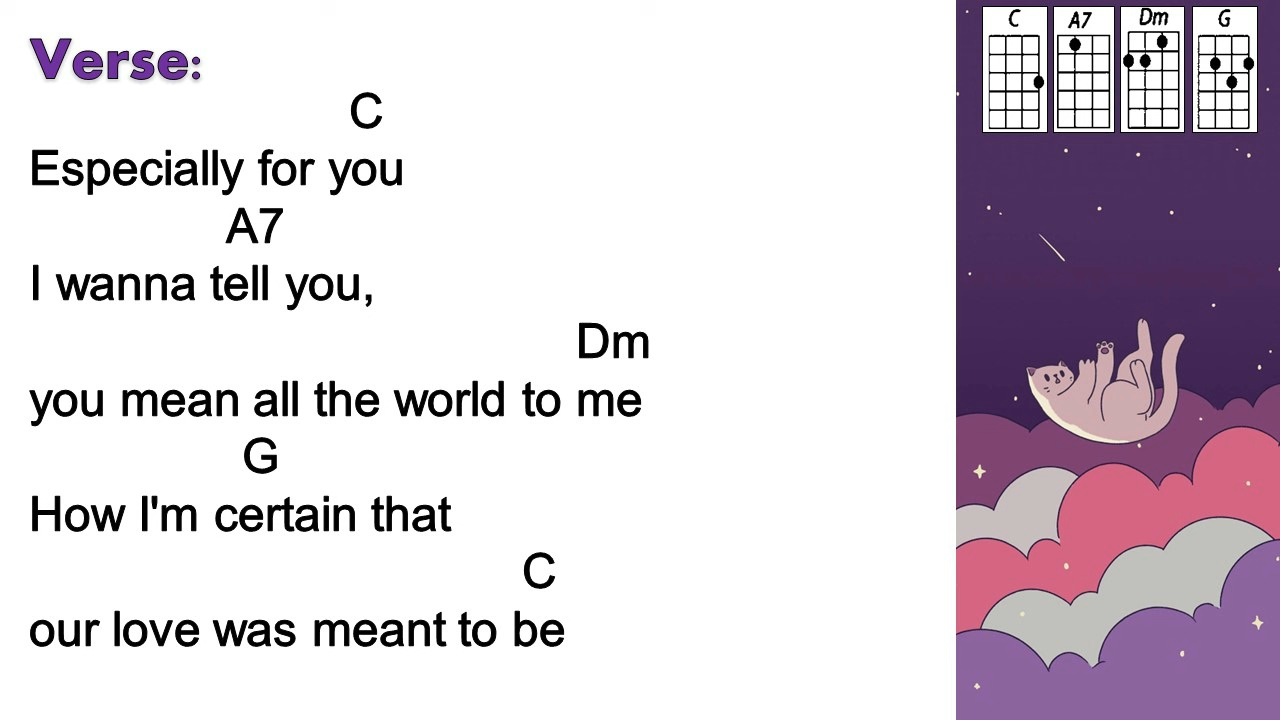 Verse:
C
Especially for you
A7
I wanna tell you,
Dm
you mean all the world to me
G
How I'm certain that
C
our love was meant to be
C A7 Dm G